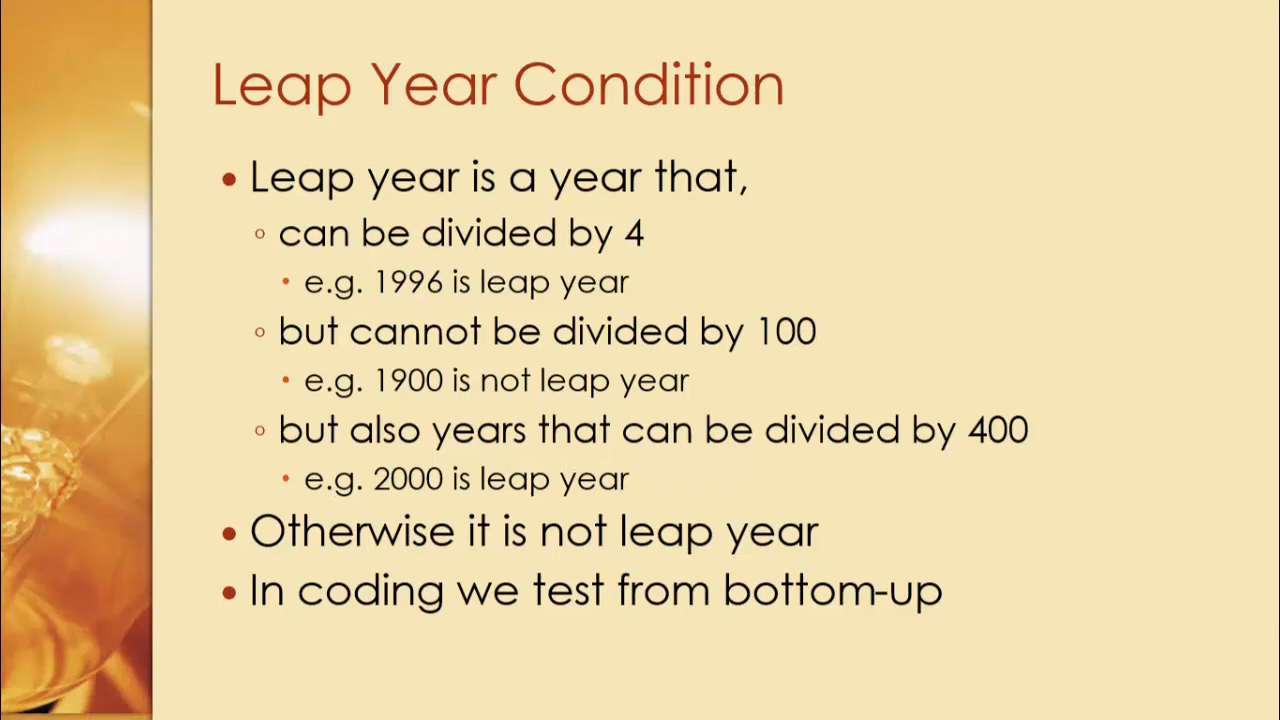 Leap Year Condition
• Leap year is a year that,
◦ can be divided by 4
▪ e.g. 1996 is leap year
◦ but cannot be divided by 100
▪ e.g. 1900 is not leap year
◦ but also years that can be divided by 400
▪ e.g. 2000 is leap year
• Otherwise it is not leap year
• In coding we test from bottom-up